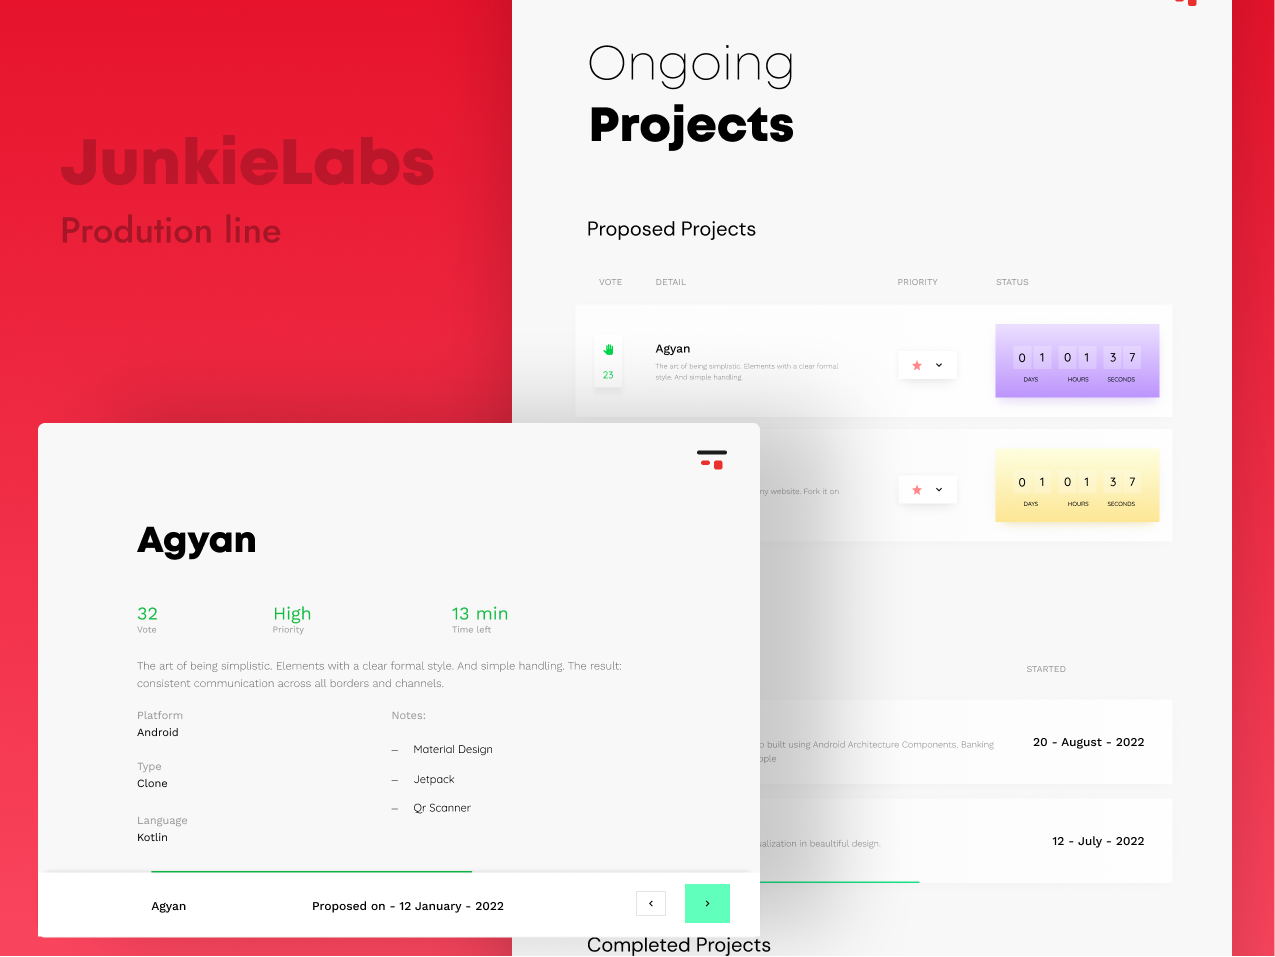 JunkieLabs
Prodution line
Ongoing
Projects
Proposed Projects
VOTE DETAIL PRIORITY STATUS
23
Agyan
The art of being simplistic. Elements with a clear formal
style. And simple handling.
0 1 0 1 3 7
DAYS HOURS SECONDS
my website. Fork it on
0 1 0 1 3 7
DAYS HOURS SECONDS
STARTED
built using Android Architecture Components. Banking
20 - August - 2022
12 - July - 2022
in beaultiful design.
Completed Projects
Agyan
32 High 13 min
Vote Priority Time left
The art of being simplistic. Elements with a clear formal style. And simple handling. The result:
consistent communication across all borders and channels.
Platform
Android
Type
Clone
Language
Kotlin
Notes:
– Material Design
– Jetpack
– Qr Scanner
Agyan Proposed on - 12 January - 2022